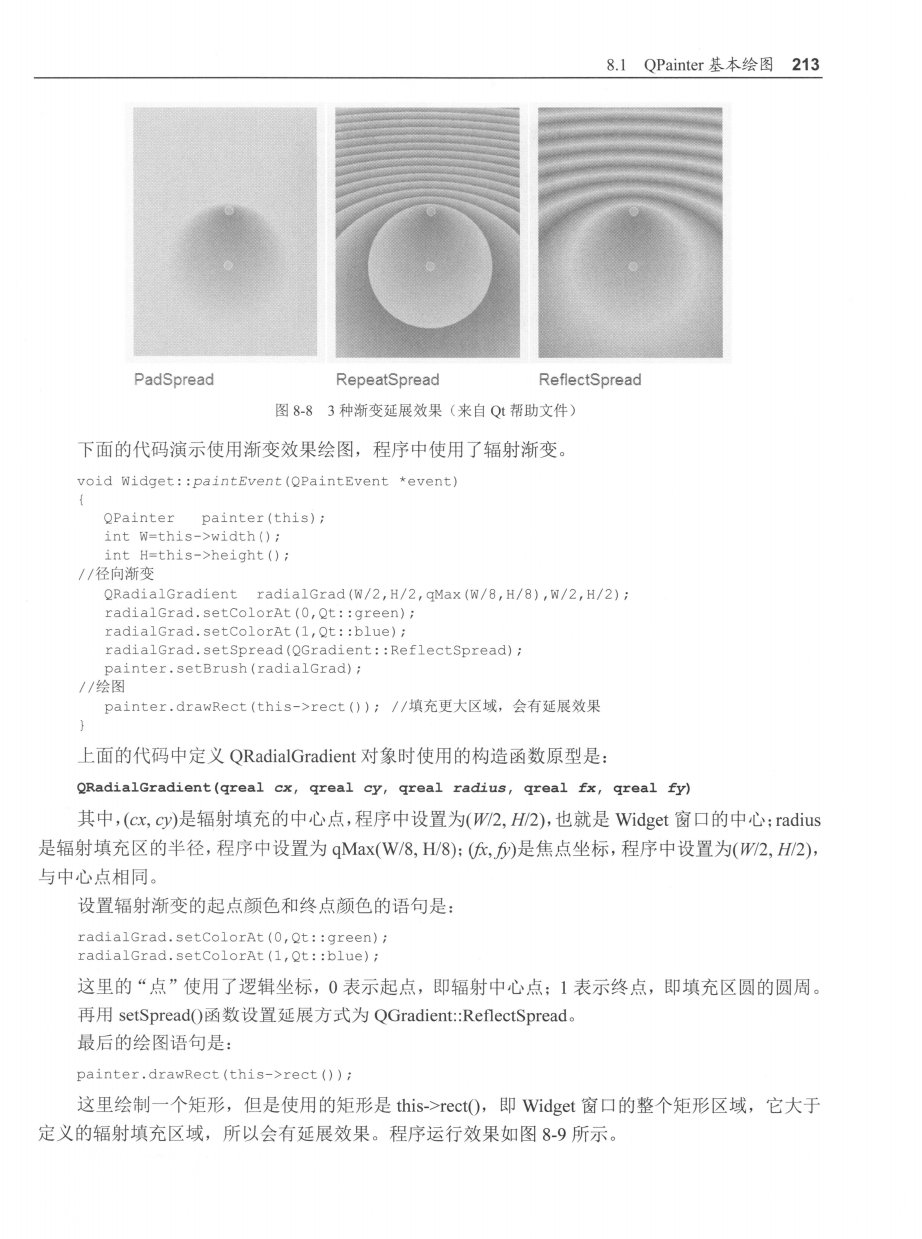 8.1 QPainter 基本绘图 213
PadSpread RepeatSpread ReflectSpread
图 8-8 3 种渐变延展效果（来自 Qt 帮助文件）
下面的代码演示使用渐变效果绘图，程序中使用了辐射渐变。
void Widget::paintEvent(QPaintEvent *event)
{
QPainter painter(this);
int W=this->width();
int H=this->height();
//径向渐变
QRadialGradient radialGrad(W/2,H/2,qMax(W/8,H/8),W/2,H/2);
radialGrad.setColorAt(0,Qt::green);
radialGrad.setColorAt(1,Qt::blue);
radialGrad.setSpread(QGradient::ReflectSpread);
painter.setBrush(radialGrad);
//绘图
painter.drawRect(this->rect()); //填充更大区域，会有延展效果
}
上面的代码中定义 QRadialGradient 对象时使用的构造函数原型是：
QRadialGradient(qreal cx, qreal cy, qreal radius, qreal fx, qreal fy)
其中，(cx, cy)是辐射填充的中心点，程序中设置为(W/2, H/2)，也就是 Widget 窗口的中心；radius
是辐射填充区的半径，程序中设置为 qMax(W/8, H/8)；(fx, fy)是焦点坐标，程序中设置为(W/2, H/2)，
与中心点相同。
设置辐射渐变的起点颜色和终点颜色的语句是：
radialGrad.setColorAt(0,Qt::green);
radialGrad.setColorAt(1,Qt::blue);
这里的“点”使用了逻辑坐标，0 表示起点，即辐射中心点；1 表示终点，即填充区圆的圆周。
再用 setSpread()函数设置延展方式为 QGradient::ReflectSpread。
最后的绘图语句是：
painter.drawRect(this->rect());
这里绘制一个矩形，但是使用的矩形是 this->rect()，即 Widget 窗口的整个矩形区域，它大于
定义的辐射填充区域，所以会有延展效果。程序运行效果如图 8-9 所示。